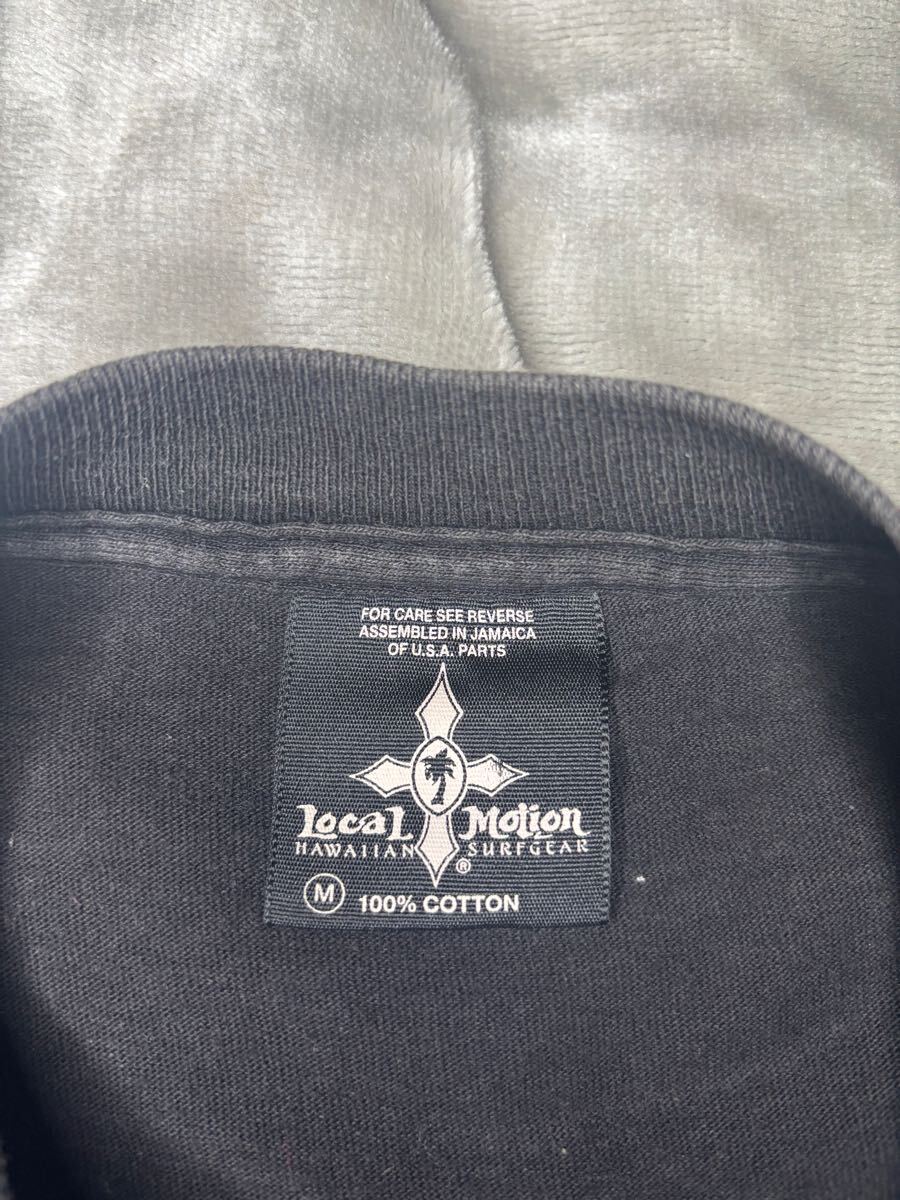 FOR CARE SEE REVERSE
ASSEMBLED IN JAMAICA
OF U.S.A. PARTS
Local Motion
HAWAIIAN SURFGEAR
®
M 100% COTTON